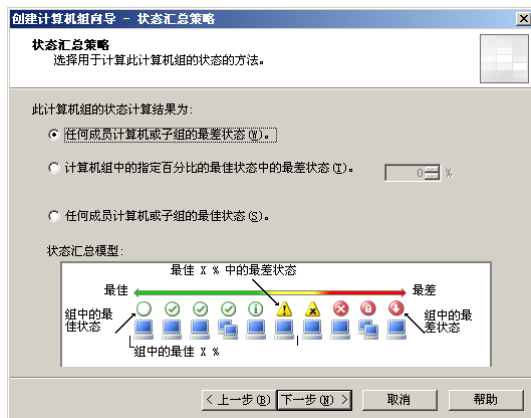 创建计算机组向导 - 状态汇总策略
状态汇总策略
选择用于计算此计算机组的状态的方法。
此计算机组的状态计算结果为:
任何成员计算机或子组的最差状态(W)。
计算机组中的指定百分比的最佳状态中的最差状态(T)。 0 %
任何成员计算机或子组的最佳状态(S)。
状态汇总模型:
最佳 X % 中的最差状态
最佳 最差
组中的最佳状态
组中的最差状态
组中的最佳 X %
< 上一步(B) 下一步(N) > 取消 帮助